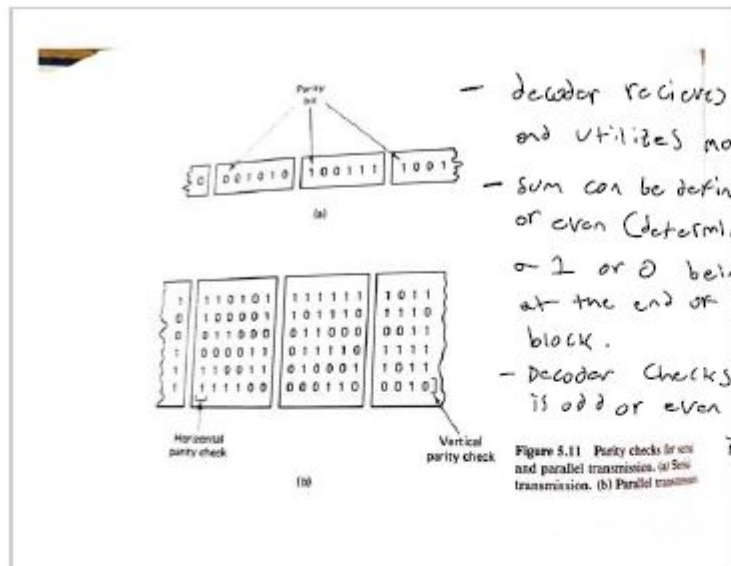 Parity
bit
0 001010 100111 1001
(a)
- decoder recieves
and utilizes
- sum can be
or even
a 1 or 0
at the end of
block.
- Decoder Checks
is odd or even
1 110101 111111 1011
0 100001 101110 1110
0 011000 011000 0011
1 000011 011110 1111
1 110011 010001 1011
1 111100 000110 0010
Horizontal
parity check
Vertical
parity check
(b)
Figure 5.11 Parity checks for
and parallel transmission. (a)
transmission. (b) Parallel